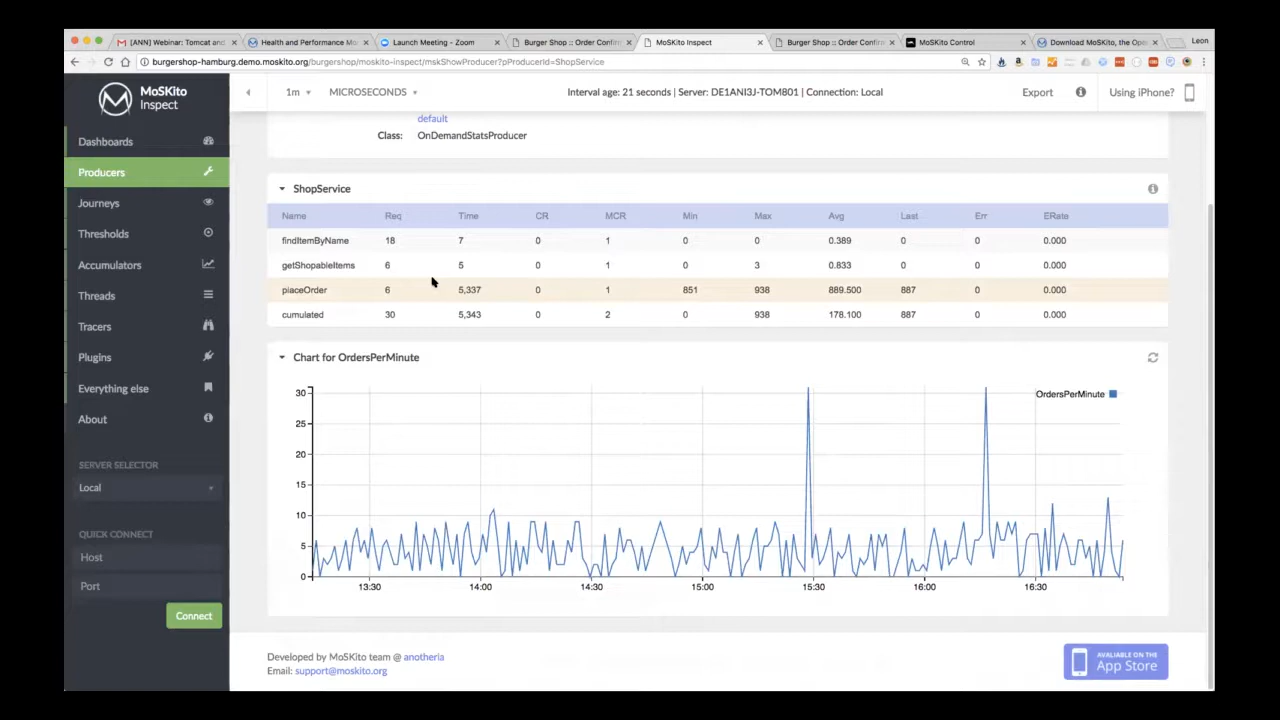 [ANN] Webinar: Tomcat and
Health and Performance Mo
Launch Meeting - Zoom
Burger Shop :: Order Confirm
MoSKito Inspect
Burger Shop :: Order Confirm
MoSKito Control
Download MoSKito, the Ope
Leon
burgershop-hamburg.demo.moskito.org/burgershop/moskito-inspect/mskShowProducer?pProducerId=ShopService
MoSKito
Inspect
1m
MICROSECONDS
Interval age: 21 seconds | Server: DE1ANI3J-TOM801 | Connection: Local
Export
Using iPhone?
Dashboards
Producers
Journeys
Thresholds
Accumulators
Threads
Tracers
Plugins
Everything else
About
SERVER SELECTOR
Local
QUICK CONNECT
Host
Port
Connect
default
Class: OnDemandStatsProducer
ShopService
Name Req Time CR MCR Min Max Avg Last Err ERate
findItemByName 18 7 0 1 0 0 0.389 0 0 0.000
getShopableItems 6 5 0 1 0 3 0.833 0 0 0.000
placeOrder 6 5,337 0 1 851 938 889.500 887 0 0.000
cumulated 30 5,343 0 2 0 938 178.100 887 0 0.000
Chart for OrdersPerMinute
OrdersPerMinute
30
25
20
15
10
5
0
13:30 14:00 14:30 15:00 15:30 16:00 16:30
Developed by MoSKito team @ anotheria
Email: support@moskito.org
AVAILABLE ON THE
App Store